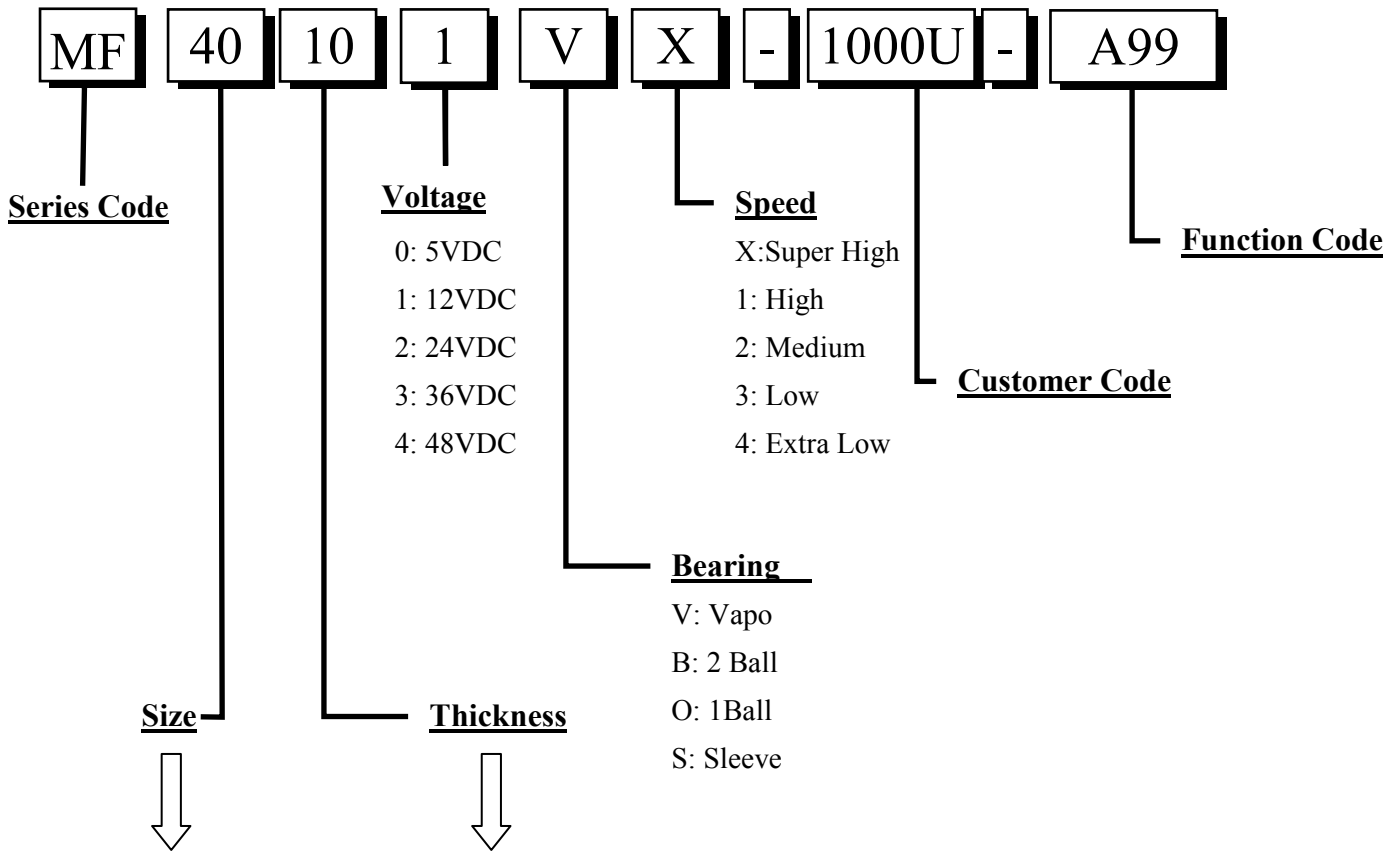 MF 40 10 1 V X - 1000U - A99
Series Code
Voltage
0: 5VDC
1: 12VDC
2: 24VDC
3: 36VDC
4: 48VDC
Speed
X:Super High
1: High
2: Medium
3: Low
4: Extra Low
Function Code
Customer Code
Bearing
V: Vapo
B: 2 Ball
O: 1Ball
S: Sleeve
Size
Thickness